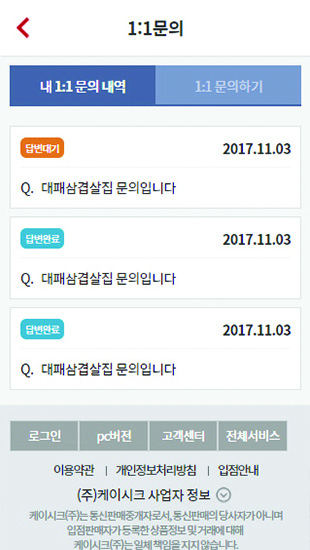 1:1문의
내 1:1 문의 내역 1:1 문의하기
답변대기 2017.11.03
Q. 대패삼겹살집 문의입니다
답변완료 2017.11.03
Q. 대패삼겹살집 문의입니다
답변완료 2017.11.03
Q. 대패삼겹살집 문의입니다
로그인 pc버전 고객센터 전체서비스
이용약관 | 개인정보처리방침 | 입점안내
(주)케이시크 사업자 정보
케이시크(주)는 통신판매중개자로서, 통신판매의 당사자가 아니며
입점판매자가 등록한 상품정보 및 거래에 대해
케이시크(주)는 일체 책임을 지지 않습니다.